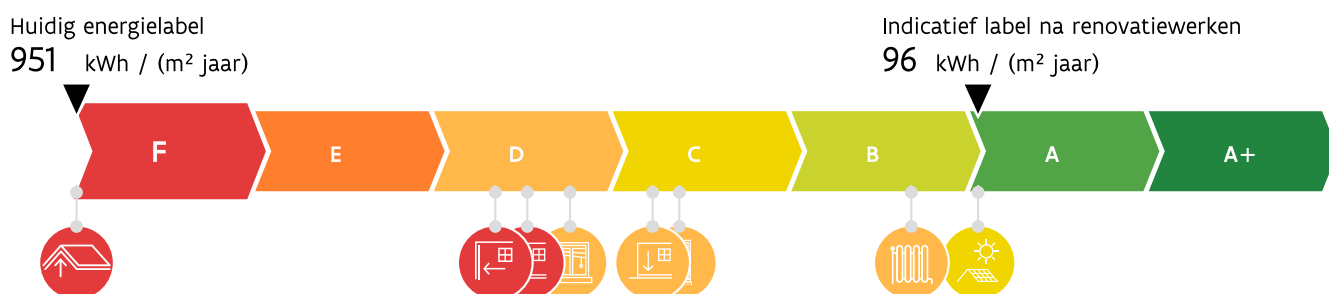 Huidig energielabel
951 kWh / (m² jaar)
Indicatief label na renovatiewerken
96 kWh / (m² jaar)
F E D C B A A+